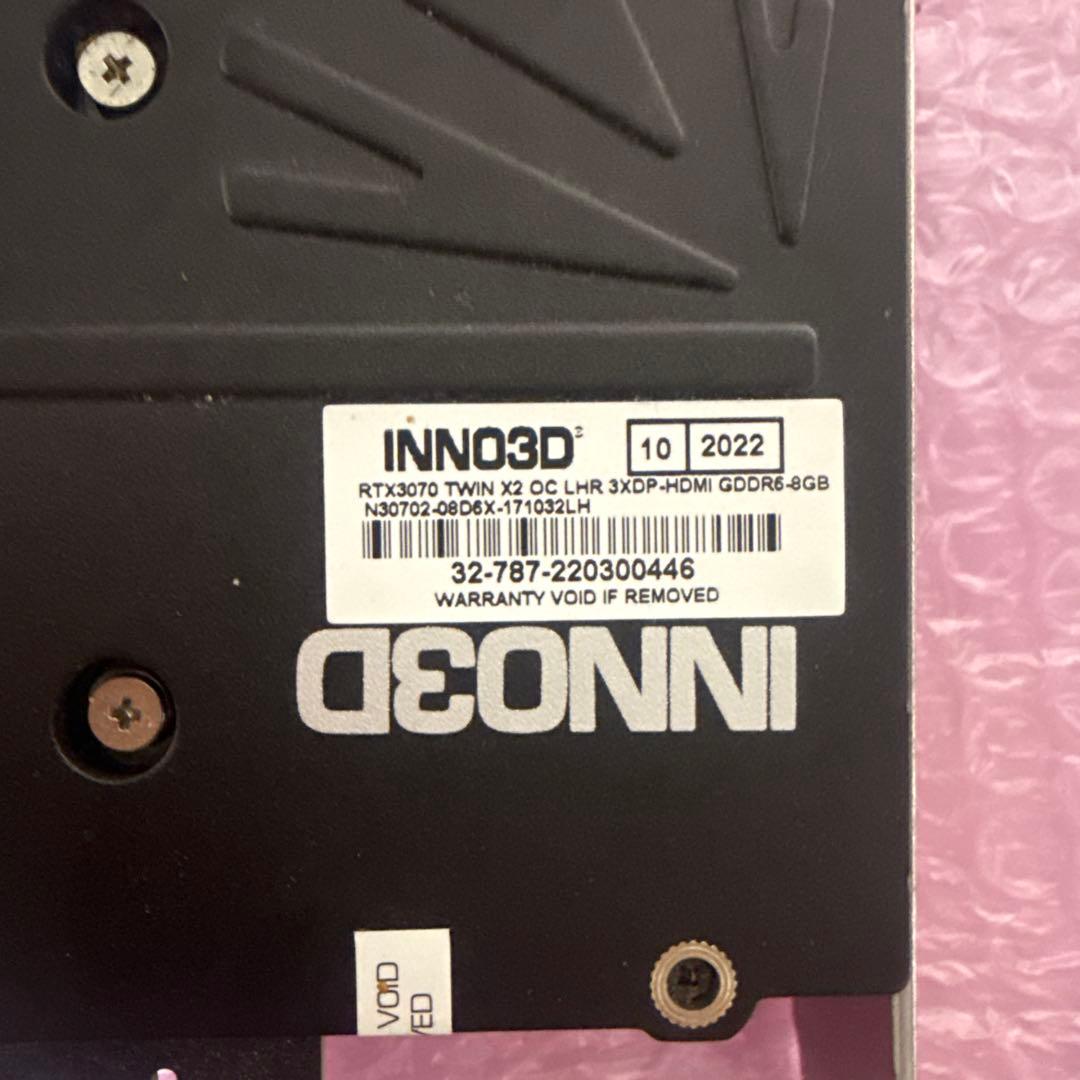 INNO3D®
10 2022
RTX3070 TWIN X2 OC LHR 3XDP-HDMI GDDR6-8GB
N30702-08D6X-171032LH
32-787-220300446
WARRANTY VOID IF REMOVED
INNO3D
VOID
VED